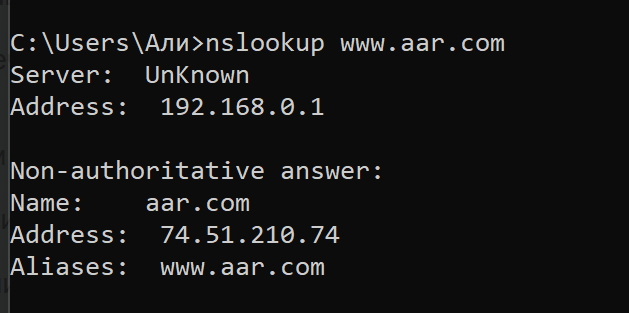 C:\Users\Али>nslookup www.aar.com
Server:  UnKnown
Address:  192.168.0.1

Non-authoritative answer:
Name:    aar.com
Address:  74.51.210.74
Aliases:  www.aar.com